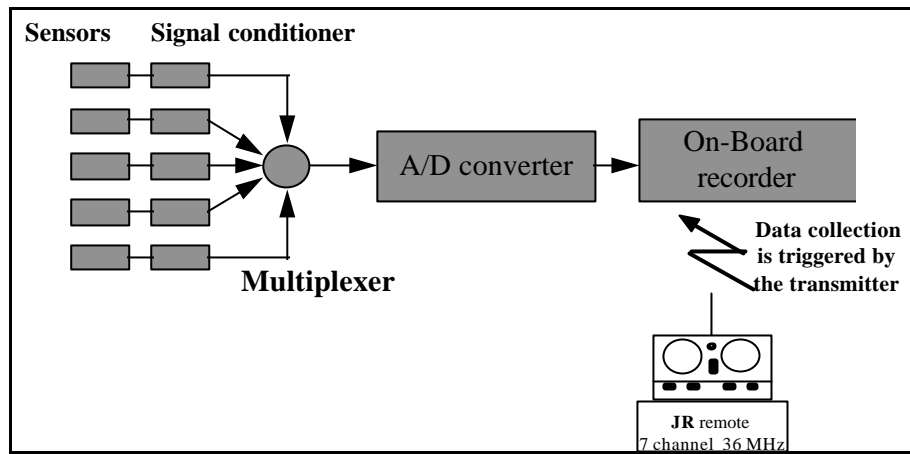 Sensors Signal conditioner
A/D converter
On-Board
recorder
Multiplexer
Data collection
is triggered by
the transmitter
JR remote
7 channel 36 MHz